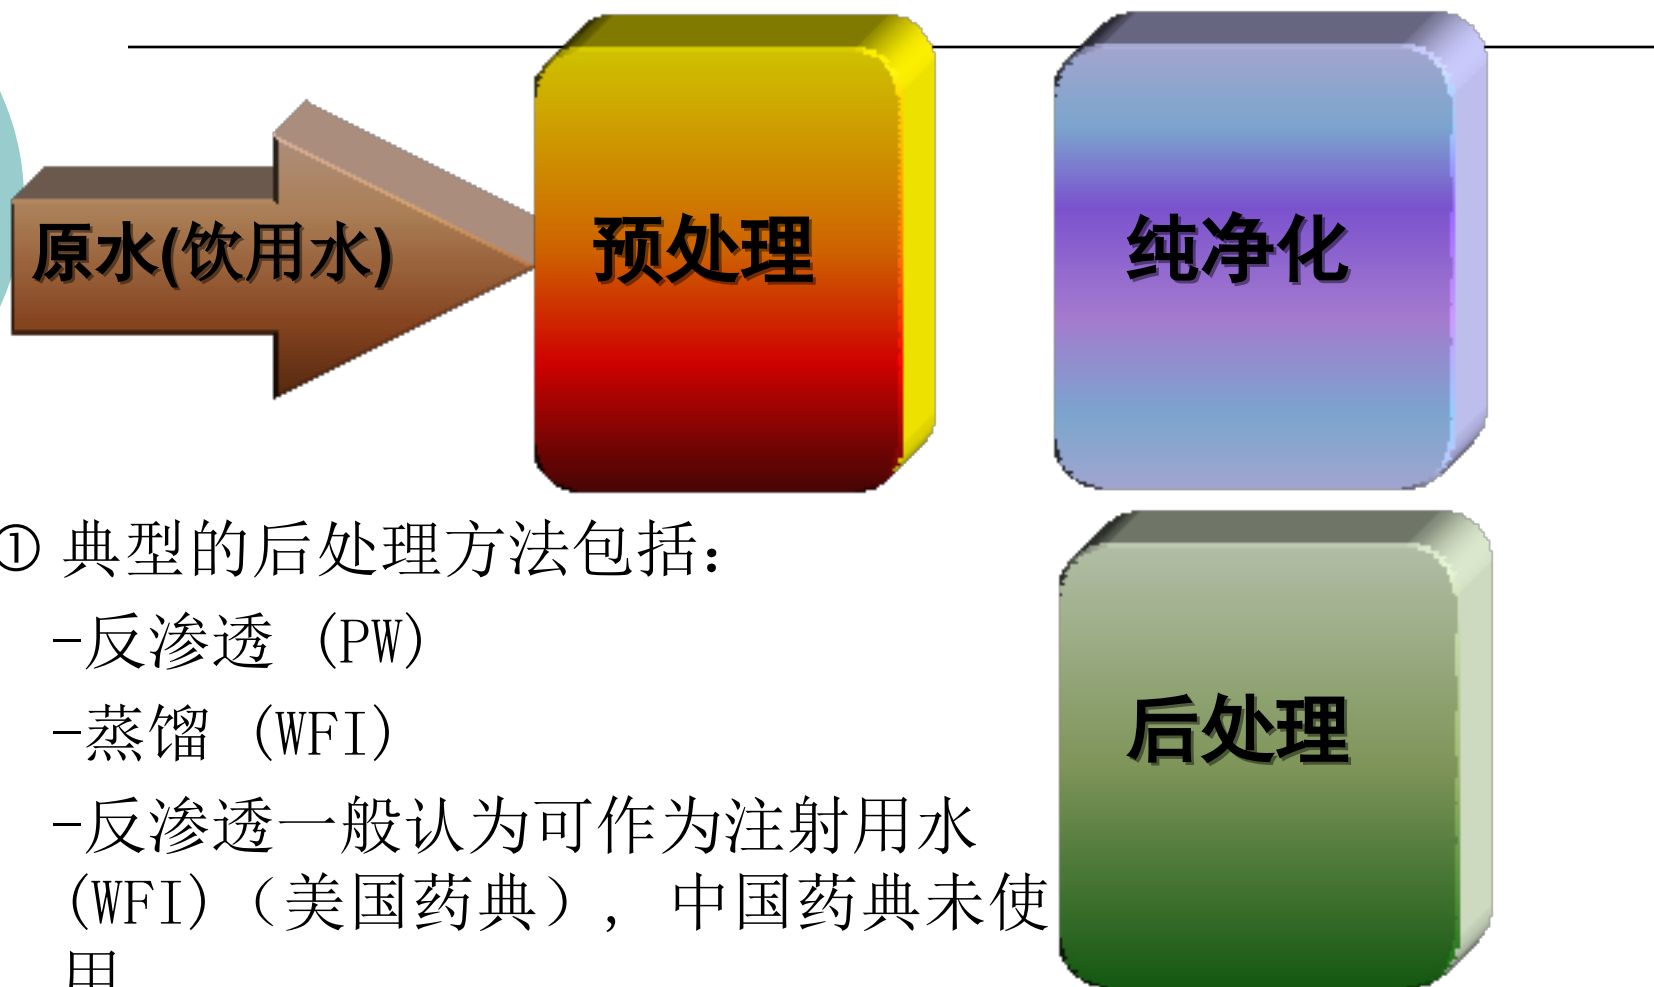 原水(饮用水)
预处理
纯净化
① 典型的后处理方法包括：
-反渗透 (PW)
-蒸馏 (WFI)
-反渗透一般认为可作为注射用水
(WFI)（美国药典）, 中国药典未使
用
后处理